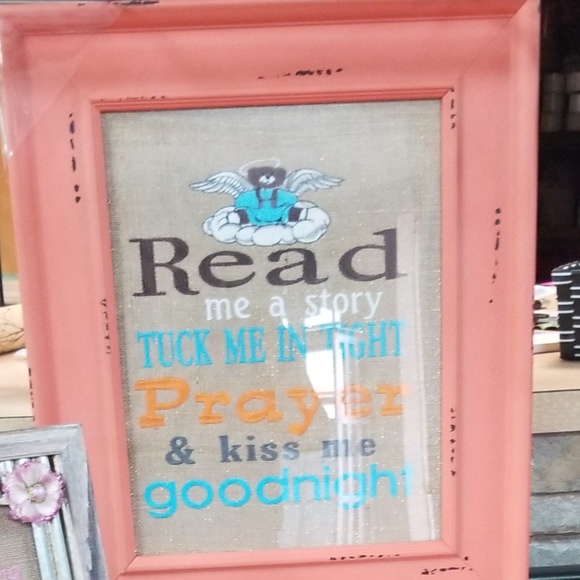 Read
me a story
TUCK ME IN TIGHT
Prayer
& kiss me
goodnight